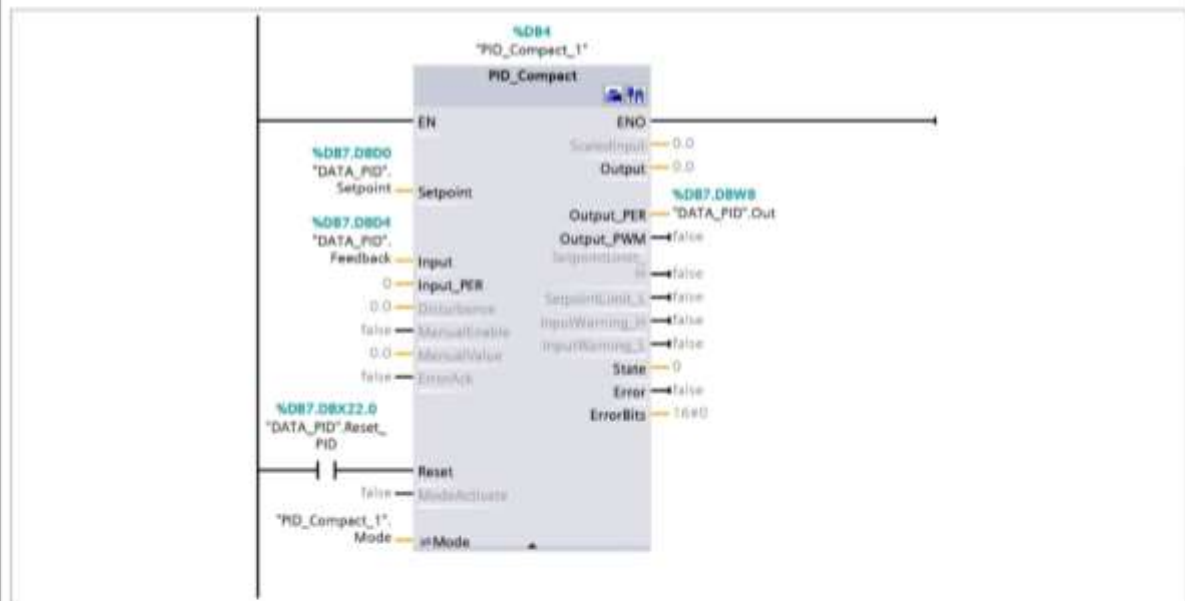 %DB4
"PID_Compact_1"
PID_Compact
EN
ENO
ScaledInput
0.0
%DB7.DBD0
"DATA_PID".
Setpoint
Setpoint
Output
0.0
%DB7.DBW8
Output_PER
"DATA_PID".Out
%DB7.DBD4
"DATA_PID".
Feedback
Input
Output_PWM
false
SetpointLimit_
H
false
0
Input_PER
SetpointLimit_L
false
0.0
Disturbance
InputWarning_H
false
false
ManualEnable
InputWarning_L
false
0.0
ManualValue
State
0
false
ErrorAck
Error
false
ErrorBits
16#0
%DB7.DBX22.0
"DATA_PID".Reset_
PID
Reset
false
ModeActivate
"PID_Compact_1".
Mode
Mode